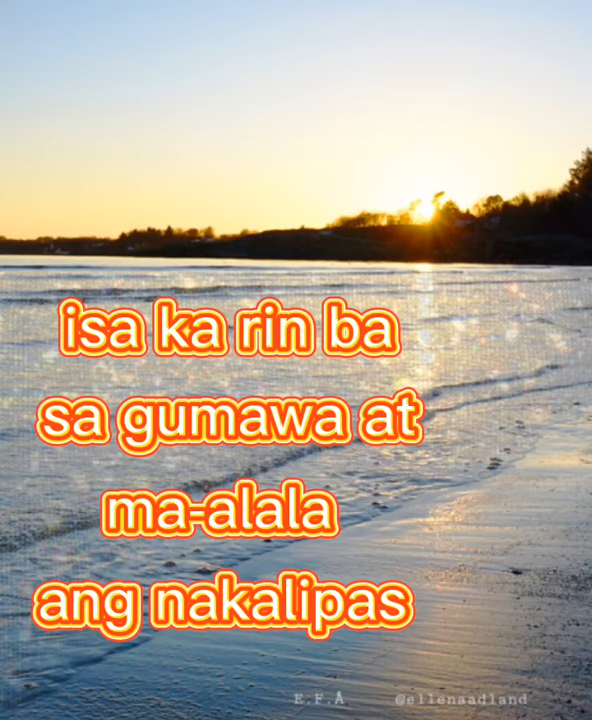 isa ka rin ba
sa gumawa at
ma-alala
ang nakalipas
E.F.Å @ellenaadland